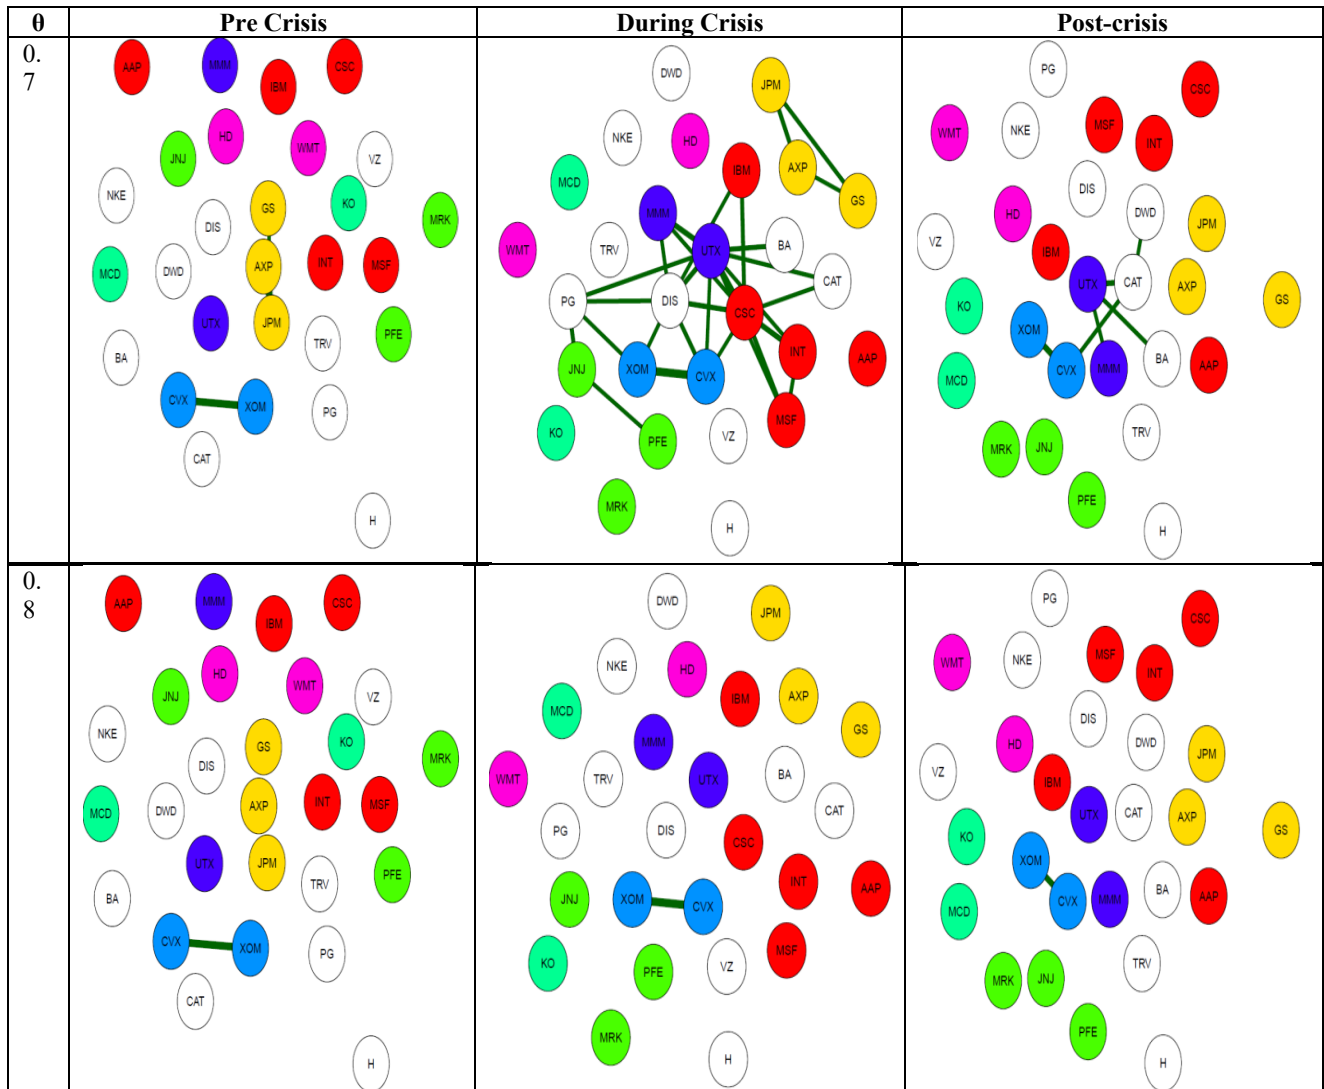 θ Pre Crisis During Crisis Post-crisis
0.
7
AAP MMM IBM CSC
HD WMT
JNJ VZ
NKE KO
GS MRK
DIS
AXP INT MSF
MCD DWD
UTX JPM PFE
BA TRV
CVX XOM PG
CAT
H
DWD JPM
NKE HD
IBM AXP
MCD GS
MMM
WMT TRV UTX BA
CAT
PG DIS CSC
INT AAP
JNJ XOM CVX
MSF
KO PFE VZ
MRK
H
PG
CSC
WMT NKE MSF INT
DIS
HD DWD JPM
VZ IBM
UTX CAT AXP GS
KO
XOM
CVX MMM BA AAP
MCD
MRK JNJ TRV
PFE
H
0.
8
AAP MMM IBM CSC
HD WMT
JNJ VZ
NKE GS KO
MRK
DIS
MCD DWD AXP INT MSF
UTX JPM PFE
BA TRV
CVX XOM PG
CAT
H
DWD JPM
NKE HD
IBM AXP
MCD GS
MMM
WMT TRV UTX BA
CAT
PG DIS CSC
INT AAP
JNJ XOM CVX
MSF
KO PFE VZ
MRK
H
PG
CSC
WMT NKE MSF INT
DIS
HD DWD JPM
VZ IBM
UTX CAT AXP GS
KO
XOM
CVX MMM BA AAP
MCD
MRK JNJ TRV
PFE
H